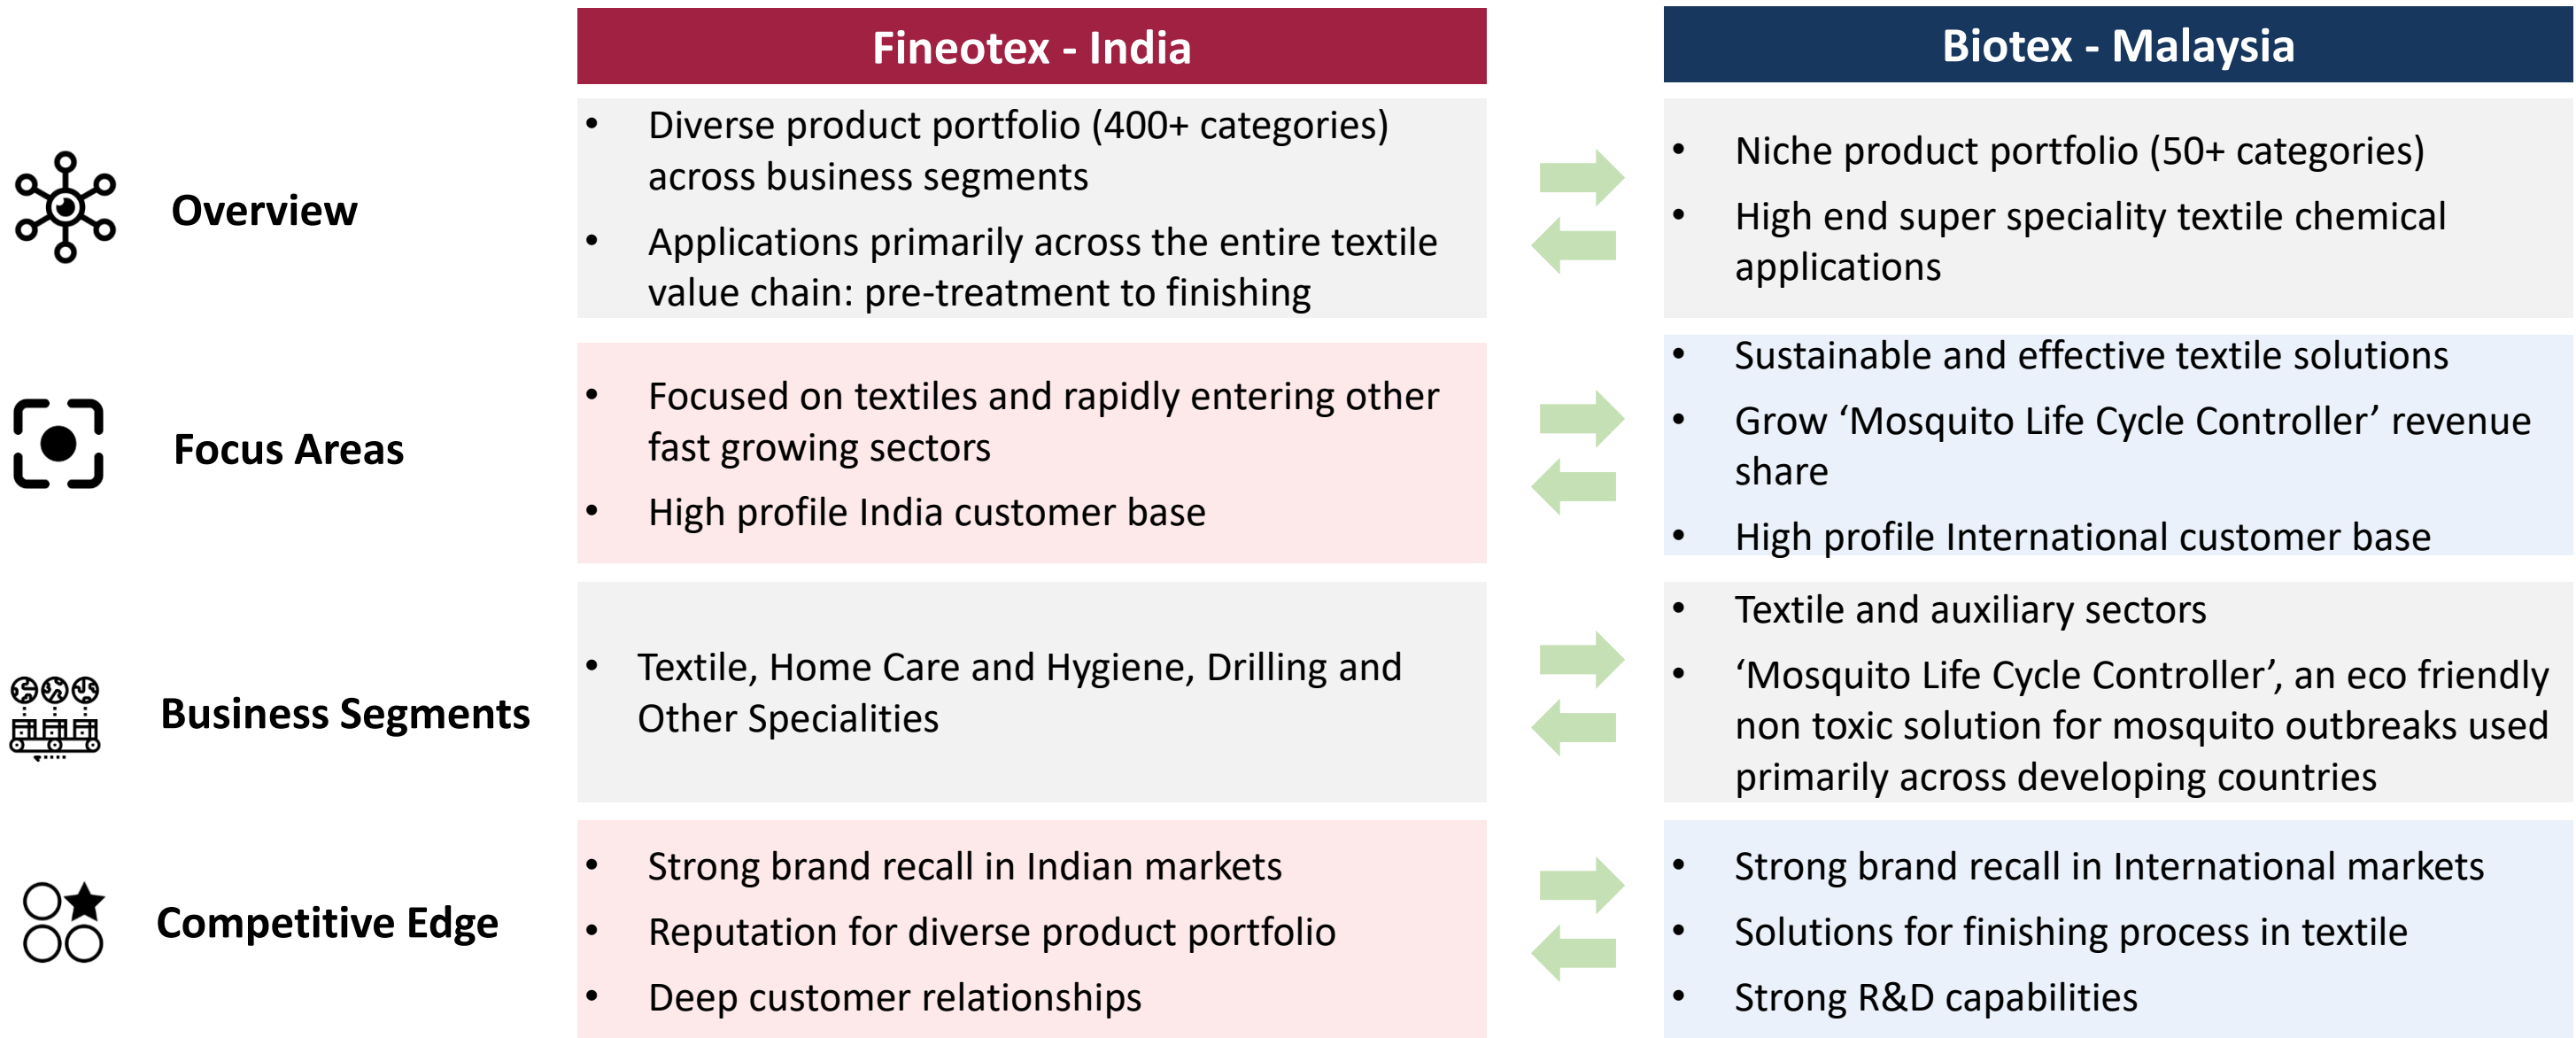 Fineotex - India
Biotex - Malaysia
Overview
• Diverse product portfolio (400+ categories)
across business segments
• Applications primarily across the entire textile
value chain: pre-treatment to finishing
• Niche product portfolio (50+ categories)
• High end super speciality textile chemical
applications
Focus Areas
• Focused on textiles and rapidly entering other
fast growing sectors
• High profile India customer base
• Sustainable and effective textile solutions
• Grow ‘Mosquito Life Cycle Controller’ revenue
share
• High profile International customer base
Business Segments
• Textile, Home Care and Hygiene, Drilling and
Other Specialities
• Textile and auxiliary sectors
• ‘Mosquito Life Cycle Controller’, an eco friendly
non toxic solution for mosquito outbreaks used
primarily across developing countries
Competitive Edge
• Strong brand recall in Indian markets
• Reputation for diverse product portfolio
• Deep customer relationships
• Strong brand recall in International markets
• Solutions for finishing process in textile
• Strong R&D capabilities